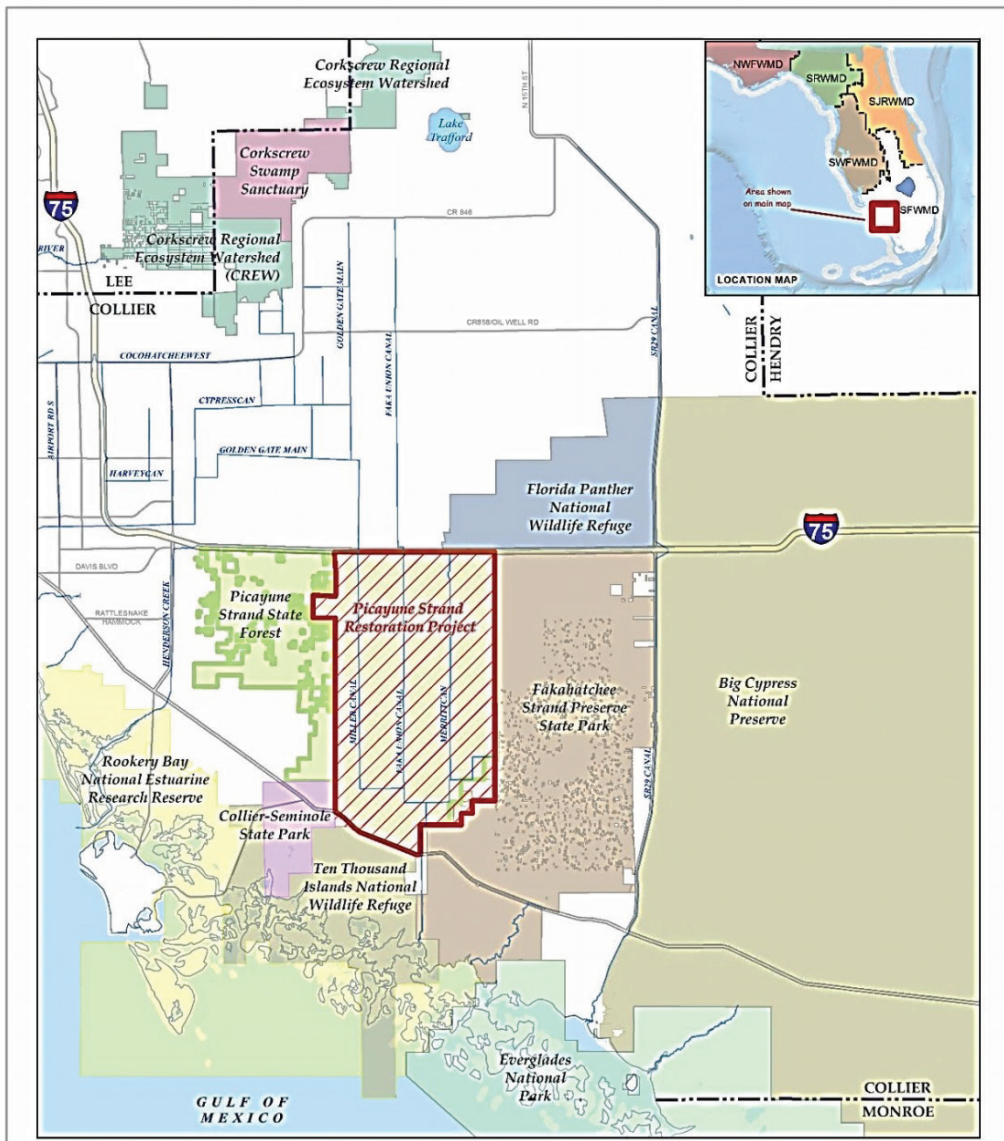 Corkscrew Regional
Ecosystem Watershed
N 15TH ST
Lake
Trafford
Corkscrew
Swamp
Sanctuary
75
CR 846
Corkscrew Regional
Ecosystem Watershed
(CREW)
RIVER
LEE
COLLIER
GOLDEN GATE MAIN
FAKA UNION CANAL
CR858/OIL WELL RD
SR29 CANAL
COCOHATCHEEWEST
CYPRESSCAN
GOLDEN GATE MAIN
AIRPORT RD S
HARVEYCAN
NWFWMD
SRWMD
SJRWMD
SWFWMD
SFWMD
Area shown
on main map
LOCATION MAP
COLLIER
HENDRY
Florida Panther
National
Wildlife Refuge
75
DAVIS BLVD
RATTLESNAKE
HAMMOCK
HENDERSON CREEK
Picayune
Strand State
Forest
Picayune Strand
Restoration Project
MILLER CANAL
FAKA UNION CANAL
MERRITTCAN
Fakahatchee
Strand Preserve
State Park
Big Cypress
National
Preserve
SR29 CANAL
Rookery Bay
National Estuarine
Research Reserve
Collier-Seminole
State Park
Ten Thousand
Islands National
Wildlife Refuge
Everglades
National
Park
GULF OF
MEXICO
COLLIER
MONROE